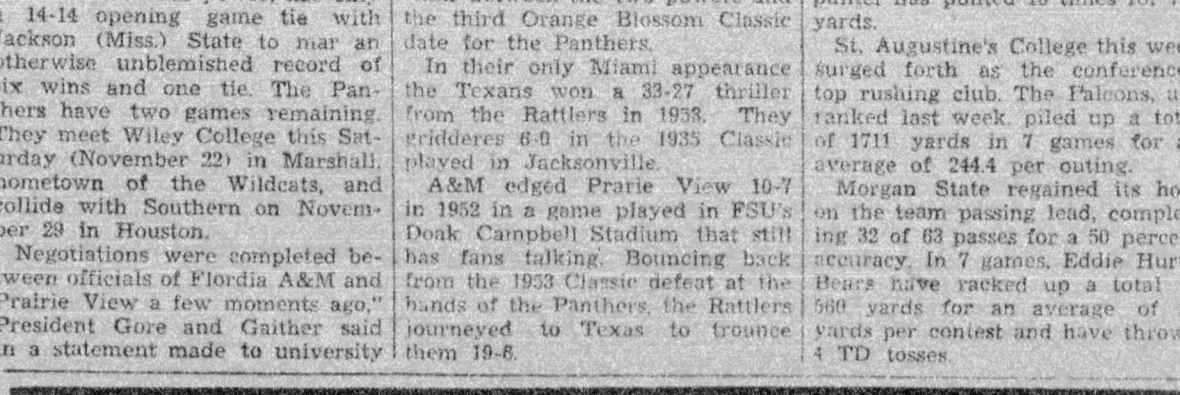 14-14 opening game tie with
Jackson (Miss.) State to mar an
otherwise unblemished record of
six wins and one tie. The Pan-
thers have two games remaining.
They meet Wiley College this Sat-
urday (November 22) in Marshall,
hometown of the Wildcats, and
collide with Southern on Novem-
ber 29 in Houston.
Negotiations were completed be-
tween officials of Flordia A&M and
Prairie View a few moments ago,"
President Gore and Gaither said
in a statement made to university
the third Orange Blossom Classic
date for the Panthers.
In their only Miami appearance
the Texans won a 33-27 thriller
from the Rattlers in 1953. They
gridderes 6-0 in the 1935 Classic
played in Jacksonville.
A&M edged Prarie View 10-7
in 1952 in a game played in FSU's
Doak Campbell Stadium that still
has fans talking. Bouncing back
from the 1953 Classic defeat at the
hands of the Panthers, the Rattlers
journeyed to Texas to trounce
them 19-8.
yards.
St. Augustine's College this wee
surged forth as the conference
top rushing club. The Falcons, u
ranked last week, piled up a tot
of 1711 yards in 7 games for a
average of 244.4 per outing.
Morgan State regained its ho
on the team passing lead, comple
ing 32 of 63 passes for a 50 perce
accuracy. In 7 games, Eddie Hur
Bears have racked up a total
560 yards for an average of
yards per contest and have throw
4 TD tosses.